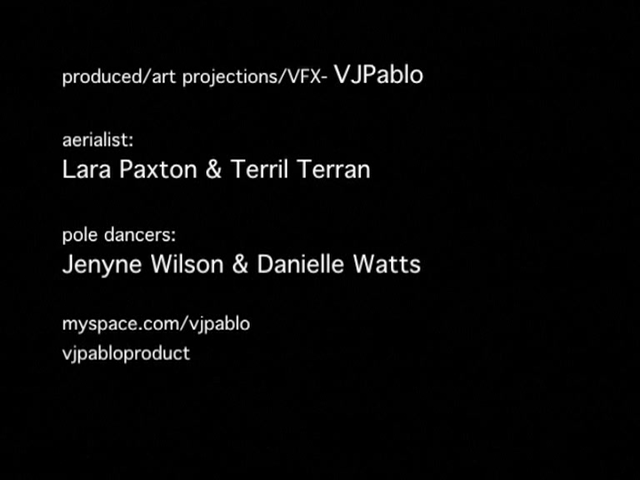 produced/art projections/VFX- VJPablo
aerialist:
Lara Paxton & Terril Terran
pole dancers:
Jenyne Wilson & Danielle Watts
myspace.com/vjpablo
vjpabloproduct